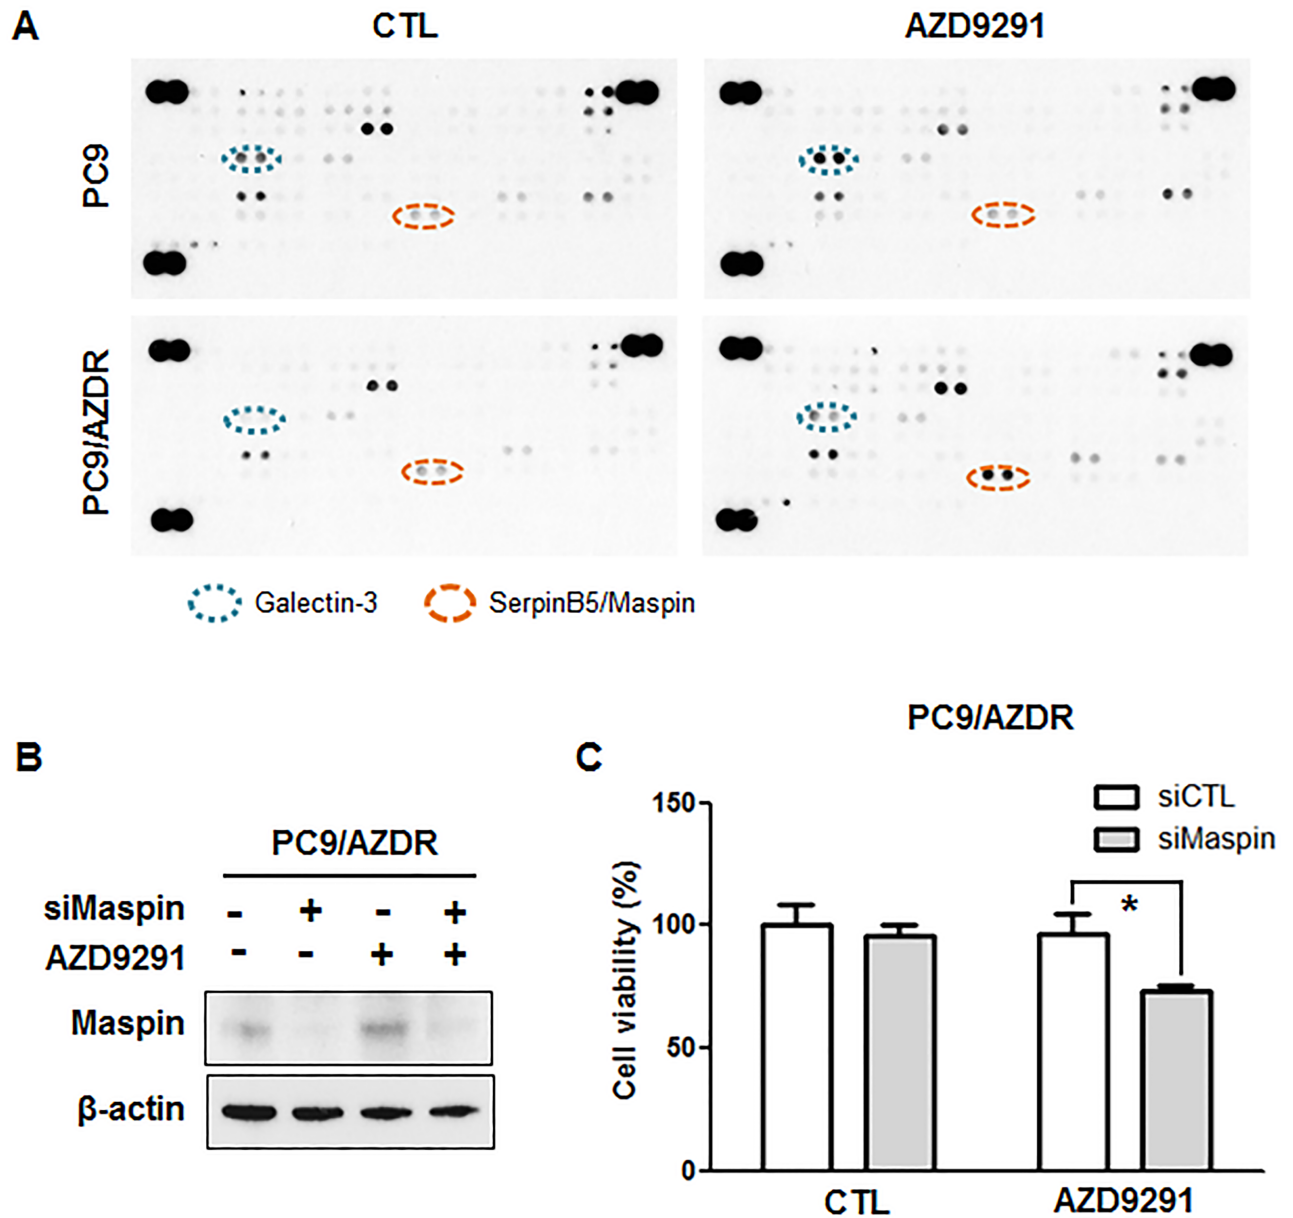 A
CTL
AZD9291
PC9
PC9/AZDR
Galectin-3
SerpinB5/Maspin
B
PC9/AZDR
siMaspin - + - +
AZD9291 - - + +
Maspin
β-actin
C
PC9/AZDR
siCTL
siMaspin
Cell viability (%)
150
100
50
0
*
CTL
AZD9291